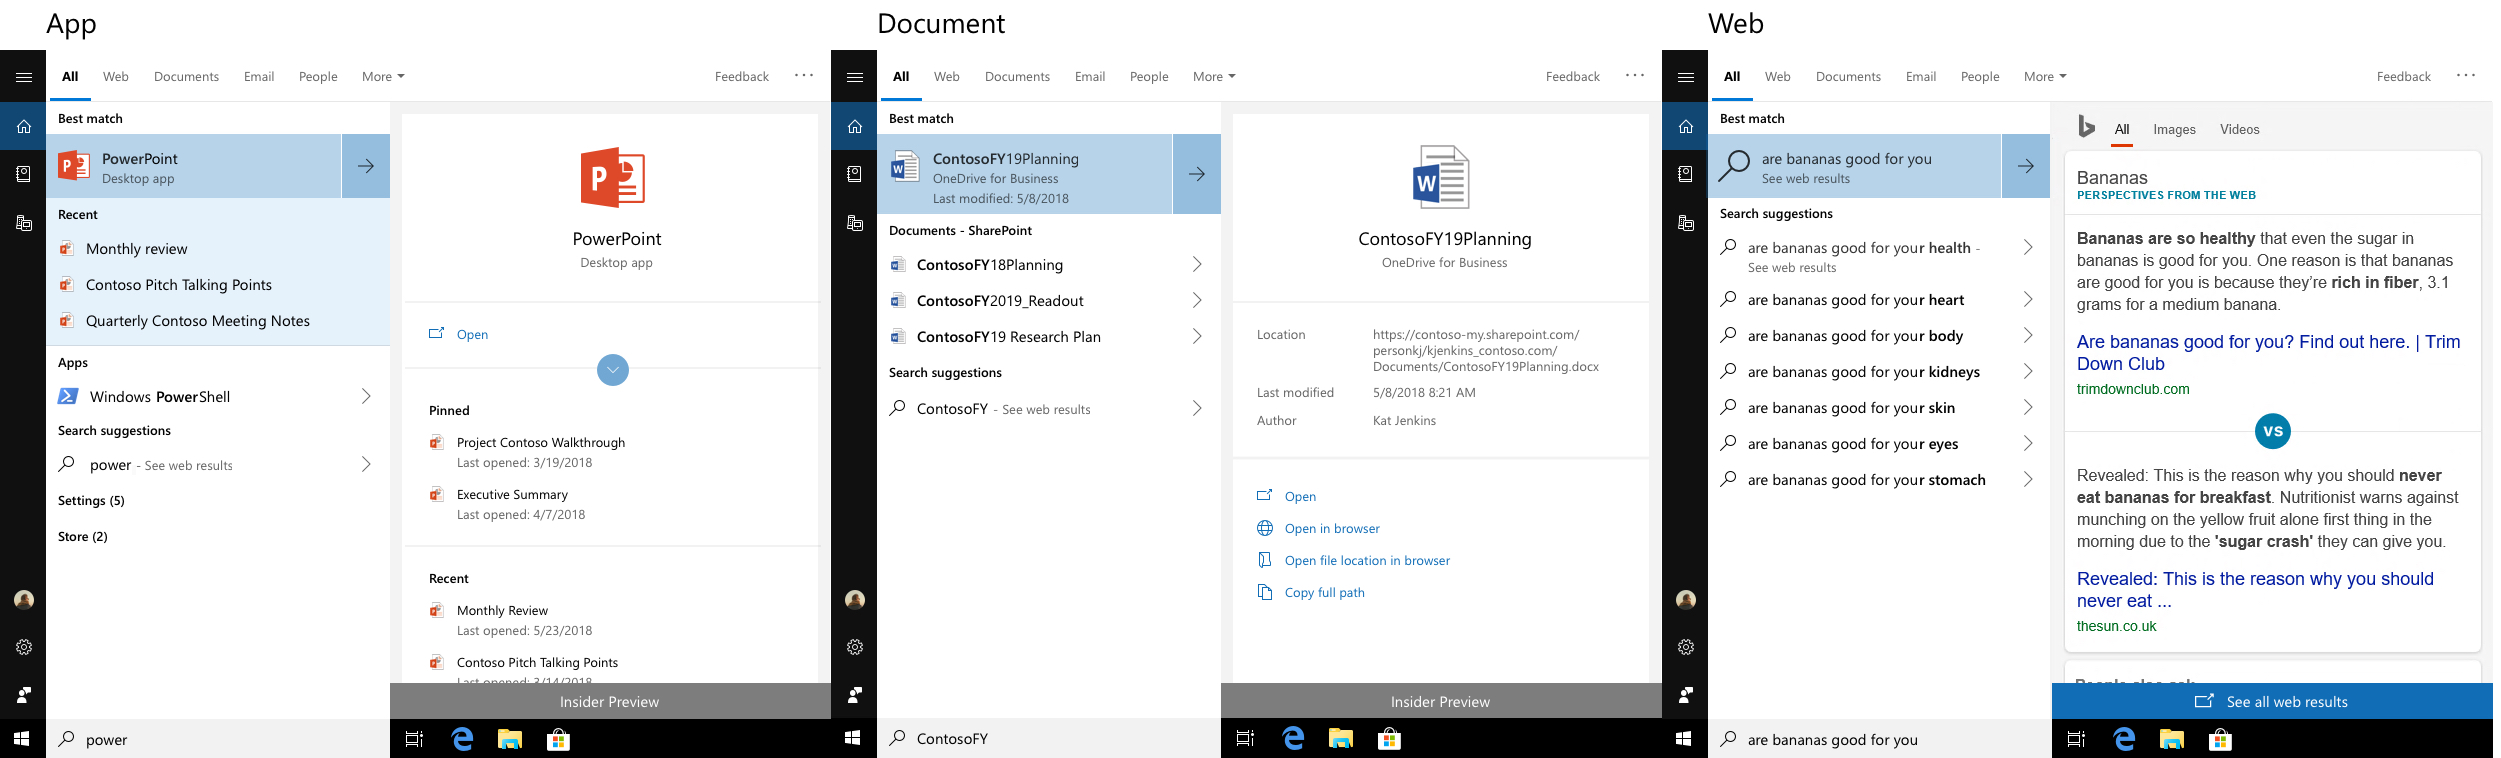 App
All Web Documents Email People More Feedback ···
Best match
PowerPoint
Desktop app
Recent
Monthly review
Contoso Pitch Talking Points
Quarterly Contoso Meeting Notes
Apps
Windows PowerShell
Search suggestions
power - See web results
Settings (5)
Store (2)
power
PowerPoint
Desktop app
Open
Pinned
Project Contoso Walkthrough
Last opened: 3/19/2018
Executive Summary
Last opened: 4/7/2018
Recent
Monthly Review
Last opened: 5/23/2018
Contoso Pitch Talking Points
Last opened: 3/14/2018
Insider Preview
Document
All Web Documents Email People More Feedback ···
Best match
ContosoFY19Planning
OneDrive for Business
Last modified: 5/8/2018
Documents - SharePoint
ContosoFY18Planning
ContosoFY2019_Readout
ContosoFY19 Research Plan
Search suggestions
ContosoFY - See web results
ContosoFY
ContosoFY19Planning
OneDrive for Business
Location https://contoso-my.sharepoint.com/
personkj/kjenkins_contoso.com/
Documents/ContosoFY19Planning.docx
Last modified 5/8/2018 8:21 AM
Author Kat Jenkins
Open
Open in browser
Open file location in browser
Copy full path
Insider Preview
Web
All Web Documents Email People More Feedback ···
Best match
are bananas good for you
See web results
Search suggestions
are bananas good for your health -
See web results
are bananas good for your heart
are bananas good for your body
are bananas good for your kidneys
are bananas good for your skin
are bananas good for your eyes
are bananas good for your stomach
are bananas good for you
All Images Videos
Bananas
PERSPECTIVES FROM THE WEB
Bananas are so healthy that even the sugar in
bananas is good for you. One reason is that bananas
are good for you is because they're rich in fiber, 3.1
grams for a medium banana.
Are bananas good for you? Find out here. | Trim
Down Club
trimdownclub.com
vs
Revealed: This is the reason why you should never
eat bananas for breakfast. Nutritionist warns against
munching on the yellow fruit alone first thing in the
morning due to the 'sugar crash' they can give you.
Revealed: This is the reason why you should
never eat ...
thesun.co.uk
People also ask
See all web results